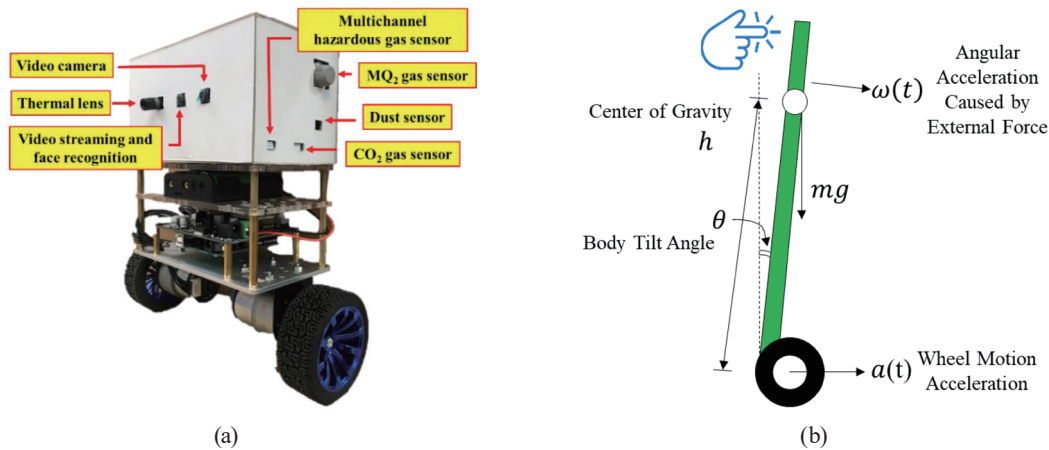 Multichannel
hazardous gas sensor
Video camera
MQ₂ gas sensor
Thermal lens
Dust sensor
Video streaming and
face recognition
CO₂ gas sensor
(a)
Angular
Acceleration
Caused by
External Force
ω(t)
Center of Gravity
h
mg
θ
Body Tilt Angle
a(t)
Wheel Motion
Acceleration
(b)